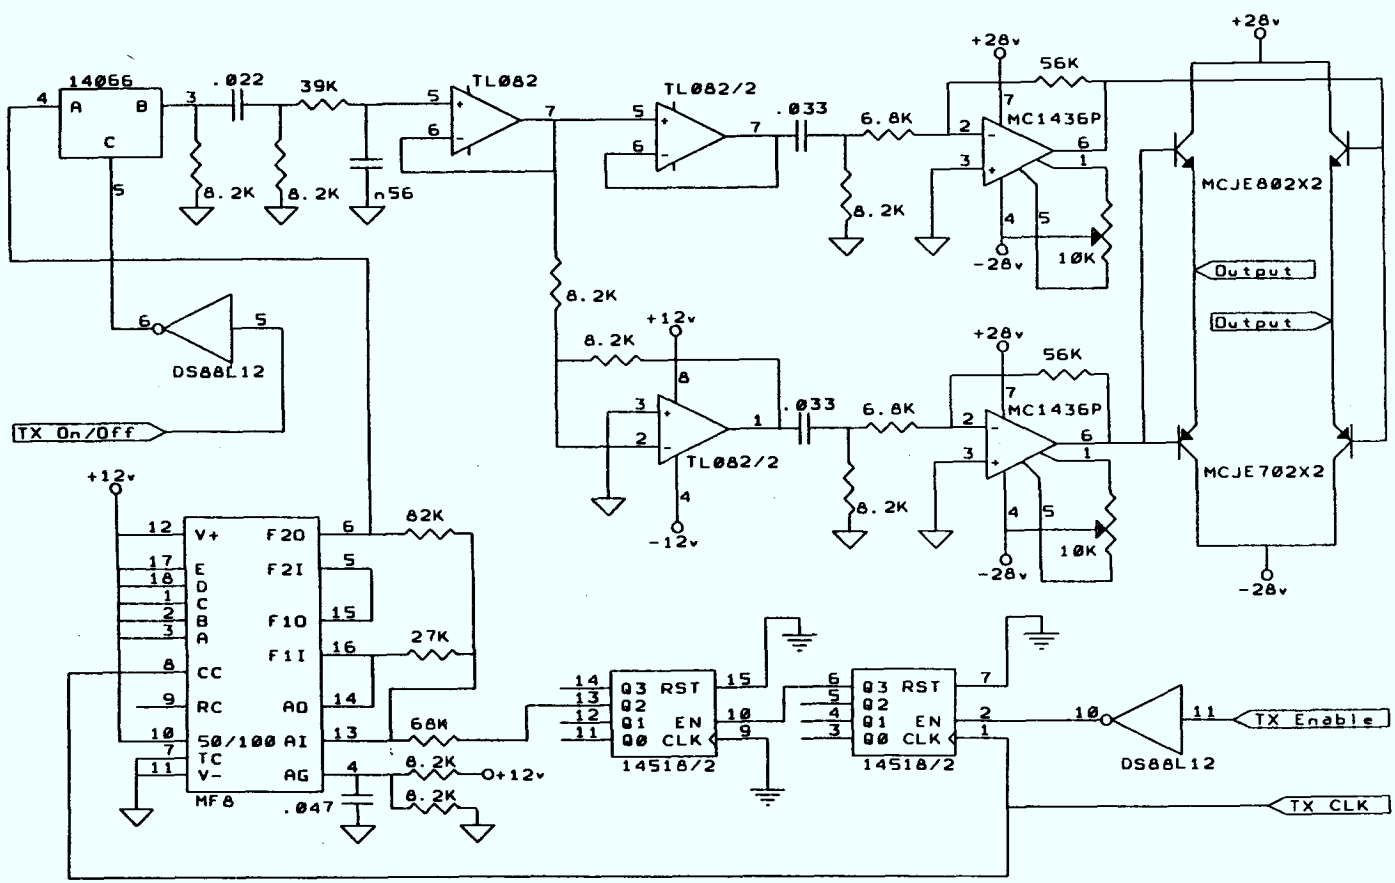 +28v
+28v
14066
.022
39K
TL082
TL082/2
56K
4
A
B
3
5
7
5
7
.033
6.8K
7
MC1436P
C
6
6
2
6
1
3
5
8.2K
8.2K
n56
8.2K
4
5
10K
-28v
MCJE802X2
Output
Output
6
5
DS88L12
TX On/Off
8.2K
8.2K
+12v
8
3
2
1
4
TL082/2
-12v
.033
6.8K
8.2K
+28v
56K
7
MC1436P
2
6
3
1
4
5
10K
-28v
MCJE702X2
-28v
+12v
12
V+
F2O
6
82K
17
E
F2I
5
18
D
1
C
2
B
F1O
15
3
A
F1I
16
27K
8
CC
9
RC
AO
14
10
50/100
AI
13
68K
7
TC
11
V-
AG
4
8.2K
+12v
8.2K
MF8
.047
14
Q3
RST
15
13
Q2
12
Q1
EN
10
11
Q0
CLK
9
14518/2
6
Q3
RST
7
5
Q2
4
Q1
EN
2
3
Q0
CLK
1
14518/2
10
11
DS88L12
TX Enable
TX CLK